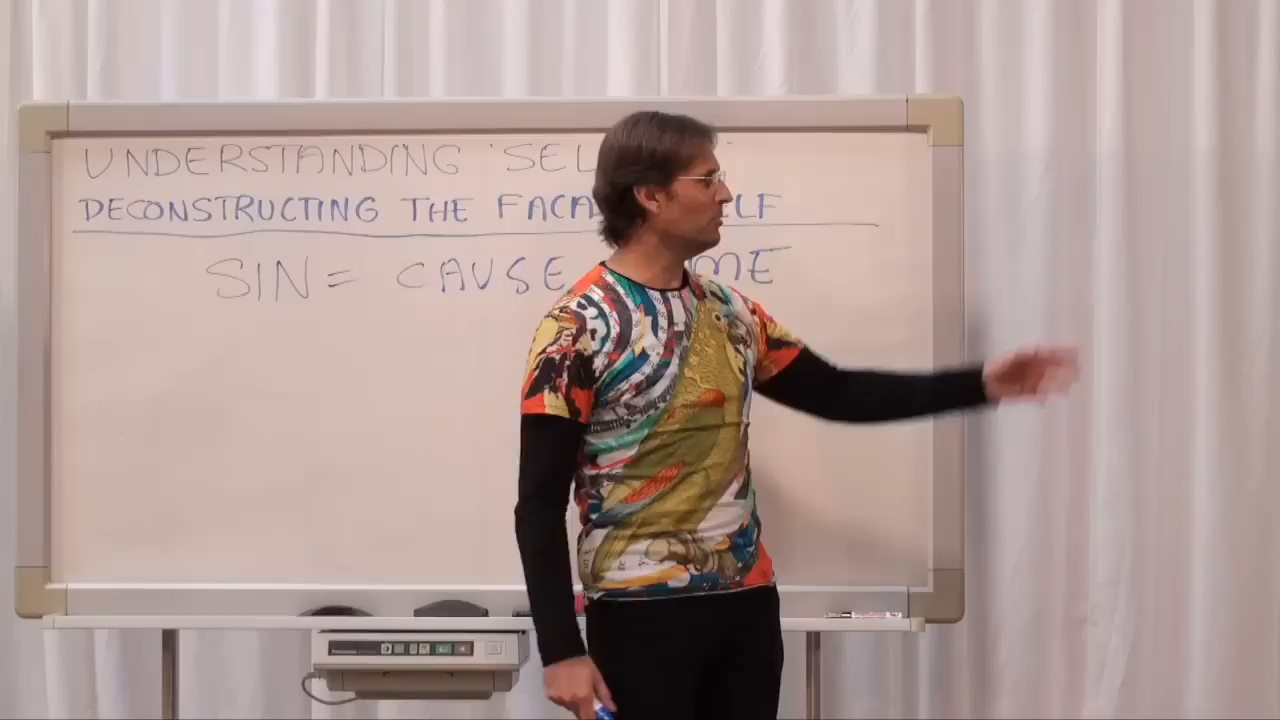 UNDERSTANDING 'SEL
DECONSTRUCTING THE FACA ELF
SIN = CAUSE ME